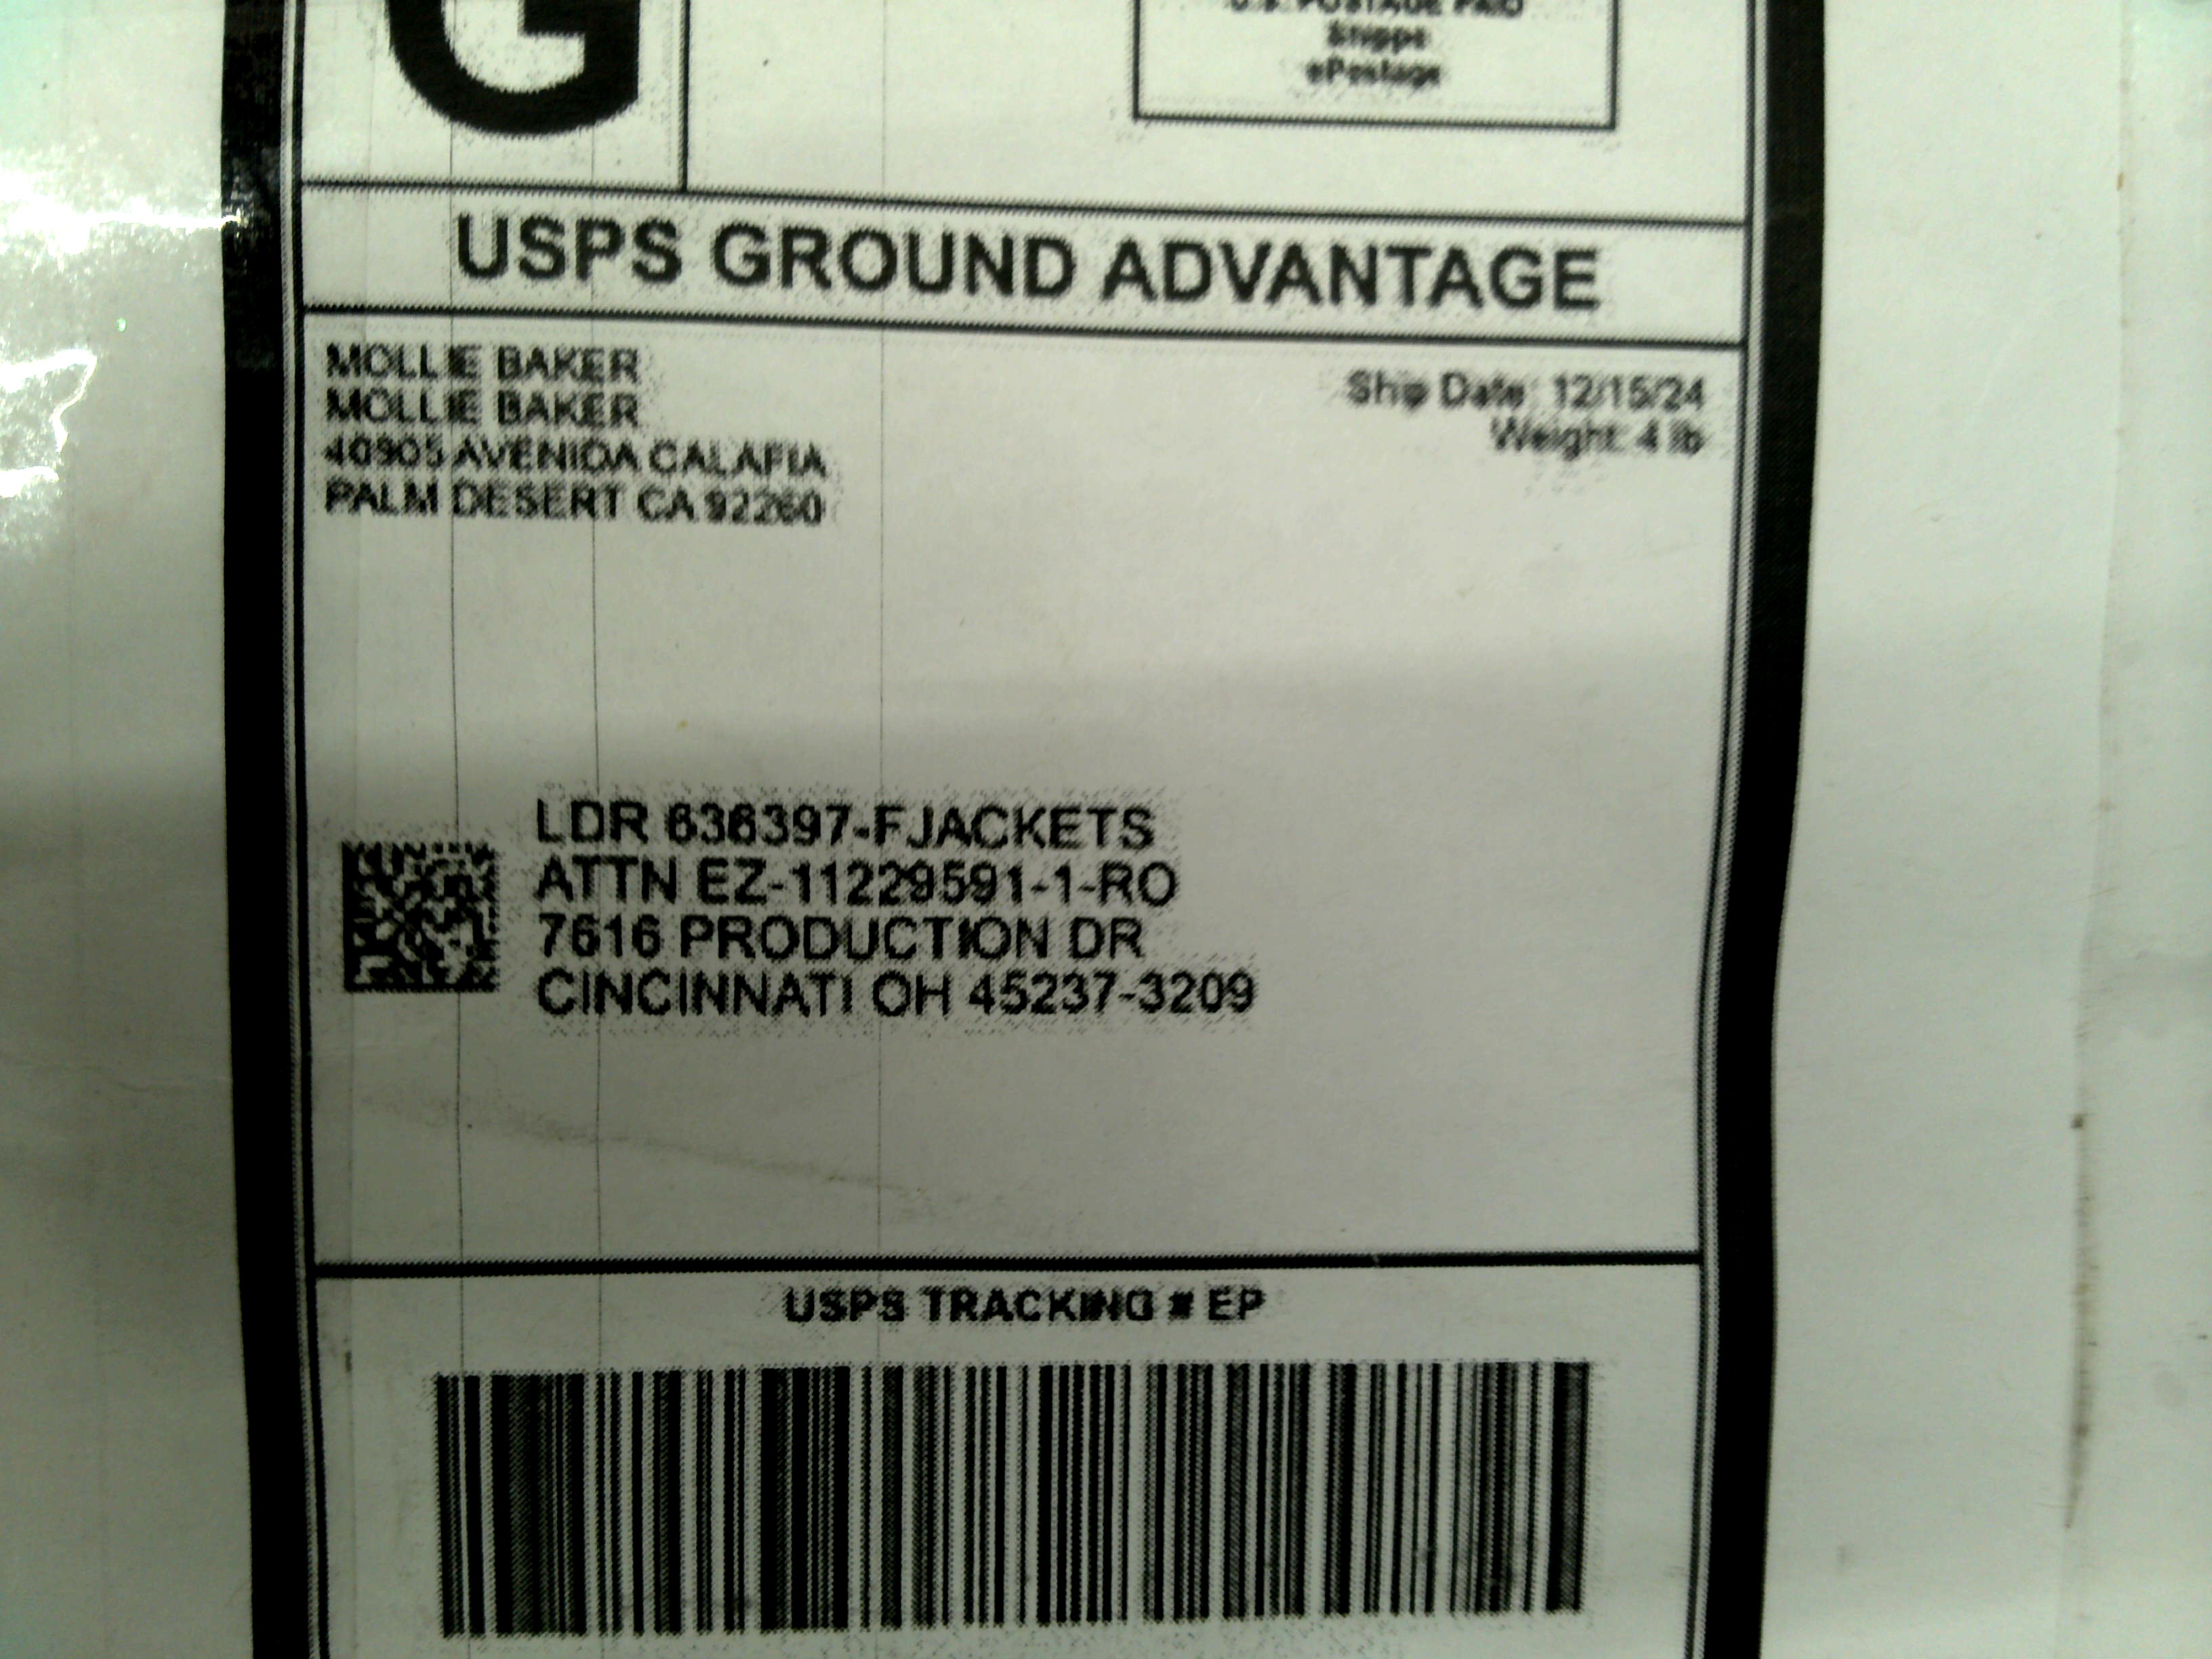 G
U.S. POSTAGE PAID
Shippo
ePostage
USPS GROUND ADVANTAGE
MOLLIE BAKER
MOLLIE BAKER
40905 AVENIDA CALAFIA
PALM DESERT CA 92260
Ship Date: 12/15/24
Weight: 4 lb
LDR 636397-FJACKETS
ATTN EZ-11229591-1-RO
7616 PRODUCTION DR
CINCINNATI OH 45237-3209
USPS TRACKING # EP